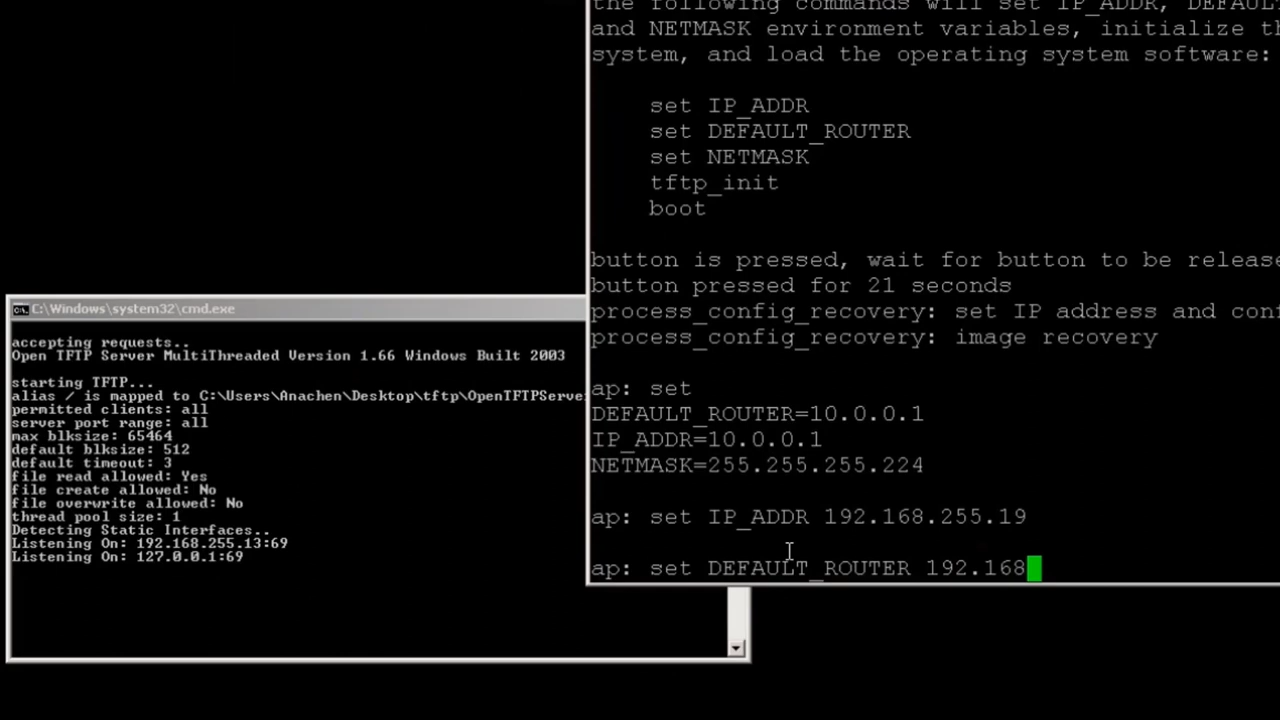 C:\Windows\system32\cmd.exe
accepting requests..
Open TFTP Server MultiThreaded Version 1.66 Windows Built 2003
starting TFTP...
alias / is mapped to C:\Users\Anachen\Desktop\tftp\OpenTFTPServe
permitted clients: all
server port range: all
max blksize: 65464
default blksize: 512
default timeout: 3
file read allowed: Yes
file create allowed: No
file overwrite allowed: No
thread pool size: 1
Detecting Static Interfaces..
Listening On: 192.168.255.13:69
Listening On: 127.0.0.1:69
the following commands will set IP_ADDR, DEFAUL
and NETMASK environment variables, initialize th
system, and load the operating system software:
set IP_ADDR
set DEFAULT_ROUTER
set NETMASK
tftp_init
boot
button is pressed, wait for button to be release
button pressed for 21 seconds
process_config_recovery: set IP address and conf
process_config_recovery: image recovery
ap: set
DEFAULT_ROUTER=10.0.0.1
IP_ADDR=10.0.0.1
NETMASK=255.255.255.224
ap: set IP_ADDR 192.168.255.19
ap: set DEFAULT_ROUTER 192.168